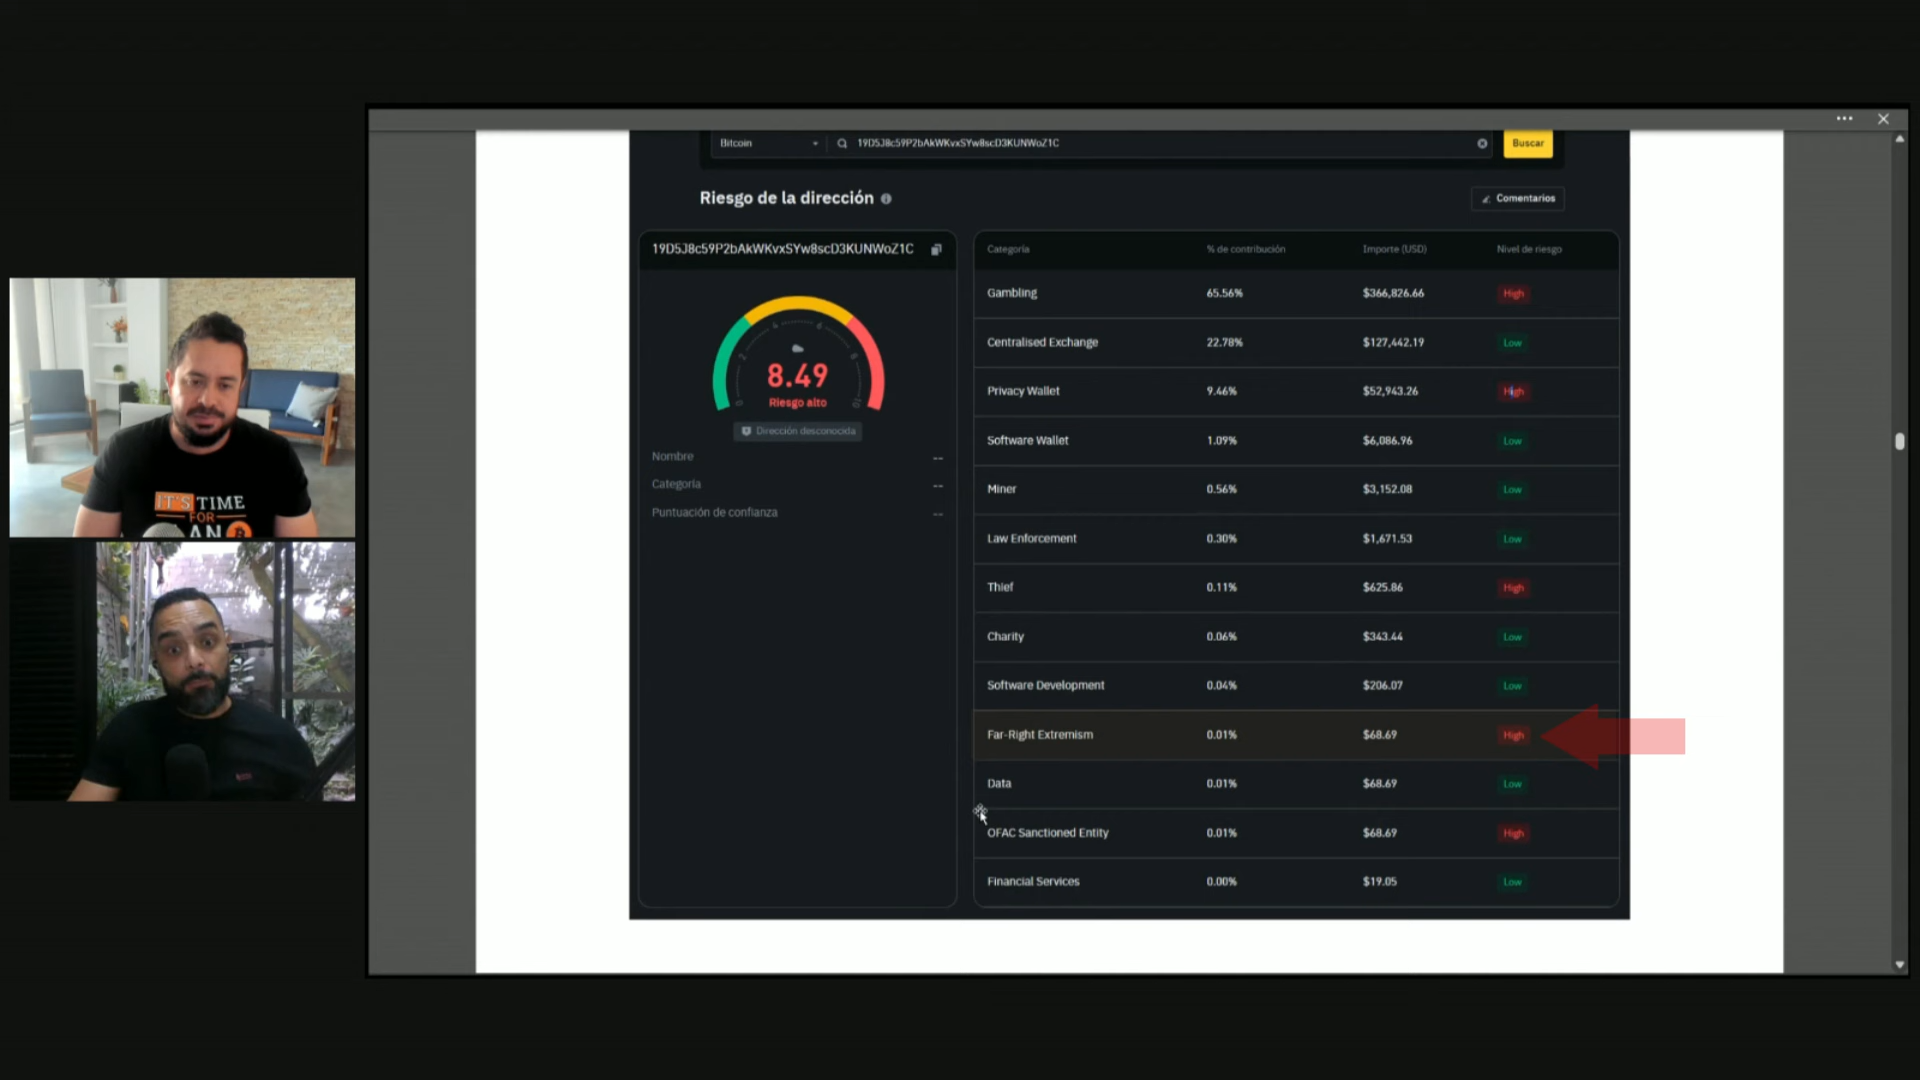 Bitcoin 19D5J8c59P2bAkWKvxSYw8scD3KUNWoZ1C Buscar
Riesgo de la dirección Comentarios
19D5J8c59P2bAkWKvxSYw8scD3KUNWoZ1C
8.49
Riesgo alto
Dirección desconocida
Nombre --
Categoría --
Puntuación de confianza --
Categoría % de contribución Importe (USD) Nivel de riesgo
Gambling 65.56% $366,826.66 High
Centralised Exchange 22.78% $127,442.19 Low
Privacy Wallet 9.46% $52,943.26 High
Software Wallet 1.09% $6,086.96 Low
Miner 0.56% $3,152.08 Low
Law Enforcement 0.30% $1,671.53 Low
Thief 0.11% $625.86 High
Charity 0.06% $343.44 Low
Software Development 0.04% $206.07 Low
Far-Right Extremism 0.01% $68.69 High
Data 0.01% $68.69 Low
OFAC Sanctioned Entity 0.01% $68.69 High
Financial Services 0.00% $19.05 Low
IT'S TIME
FOR
AN